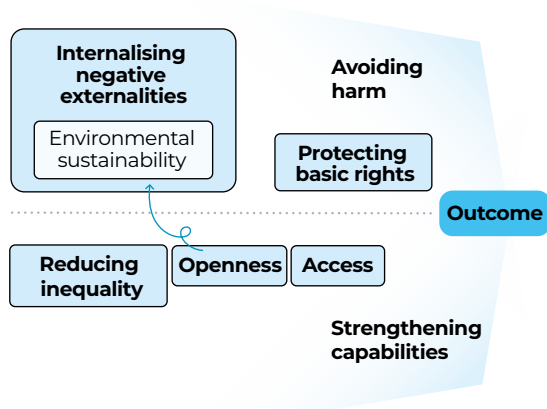 Internalising
negative
externalities
Environmental
sustainability
Avoiding
harm
Protecting
basic rights
Outcome
Reducing
inequality
Openness
Access
Strengthening
capabilities